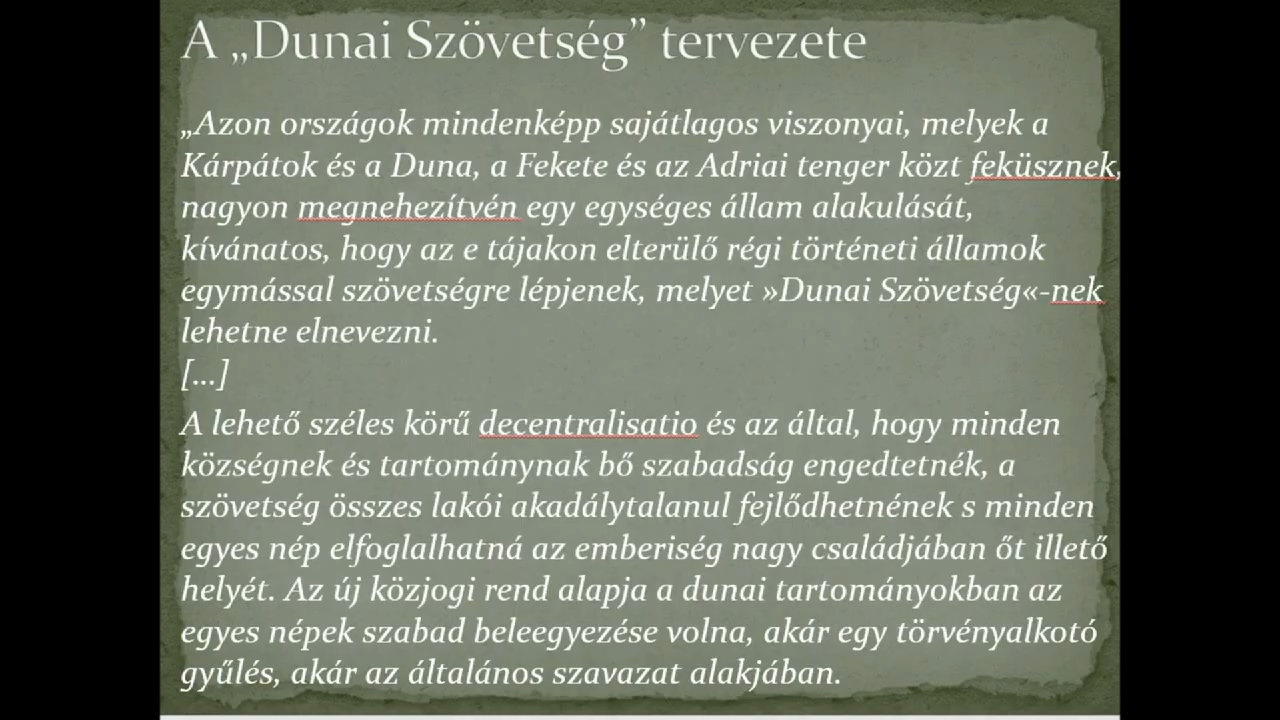 A „Dunai Szövetség” tervezete
„Azon országok mindenképp sajátlagos viszonyai, melyek a
Kárpátok és a Duna, a Fekete és az Adriai tenger közt feküsznek,
nagyon megnehezítvén egy egységes állam alakulását,
kívánatos, hogy az e tájakon elterülő régi történeti államok
egymással szövetségre lépjenek, melyet »Dunai Szövetség«-nek
lehetne elnevezni.
[…]
A lehető széles körű decentralisatio és az által, hogy minden
községnek és tartománynak bő szabadság engedtetnék, a
szövetség összes lakói akadálytalanul fejlődhetnének s minden
egyes nép elfoglalhatná az emberiség nagy családjában őt illető
helyét. Az új közjogi rend alapja a dunai tartományokban az
egyes népek szabad beleegyezése volna, akár egy törvényalkotó
gyűlés, akár az általános szavazat alakjában.